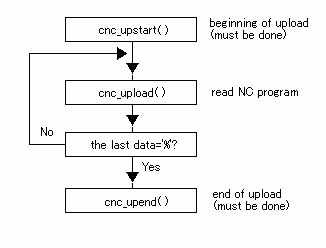 cnc_upstart( )
beginning of upload
(must be done)
cnc_upload( )
read NC program
No
the last data='%'?
Yes
cnc_upend( )
end of upload
(must be done)